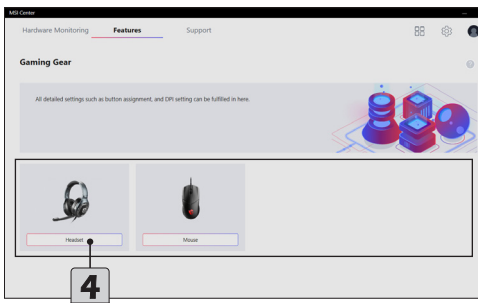 MSI Center
Hardware Monitoring Features Support
Gaming Gear
All detailed settings such as button assignment, and DPI setting can be fulfilled in here.
Headset Mouse
4